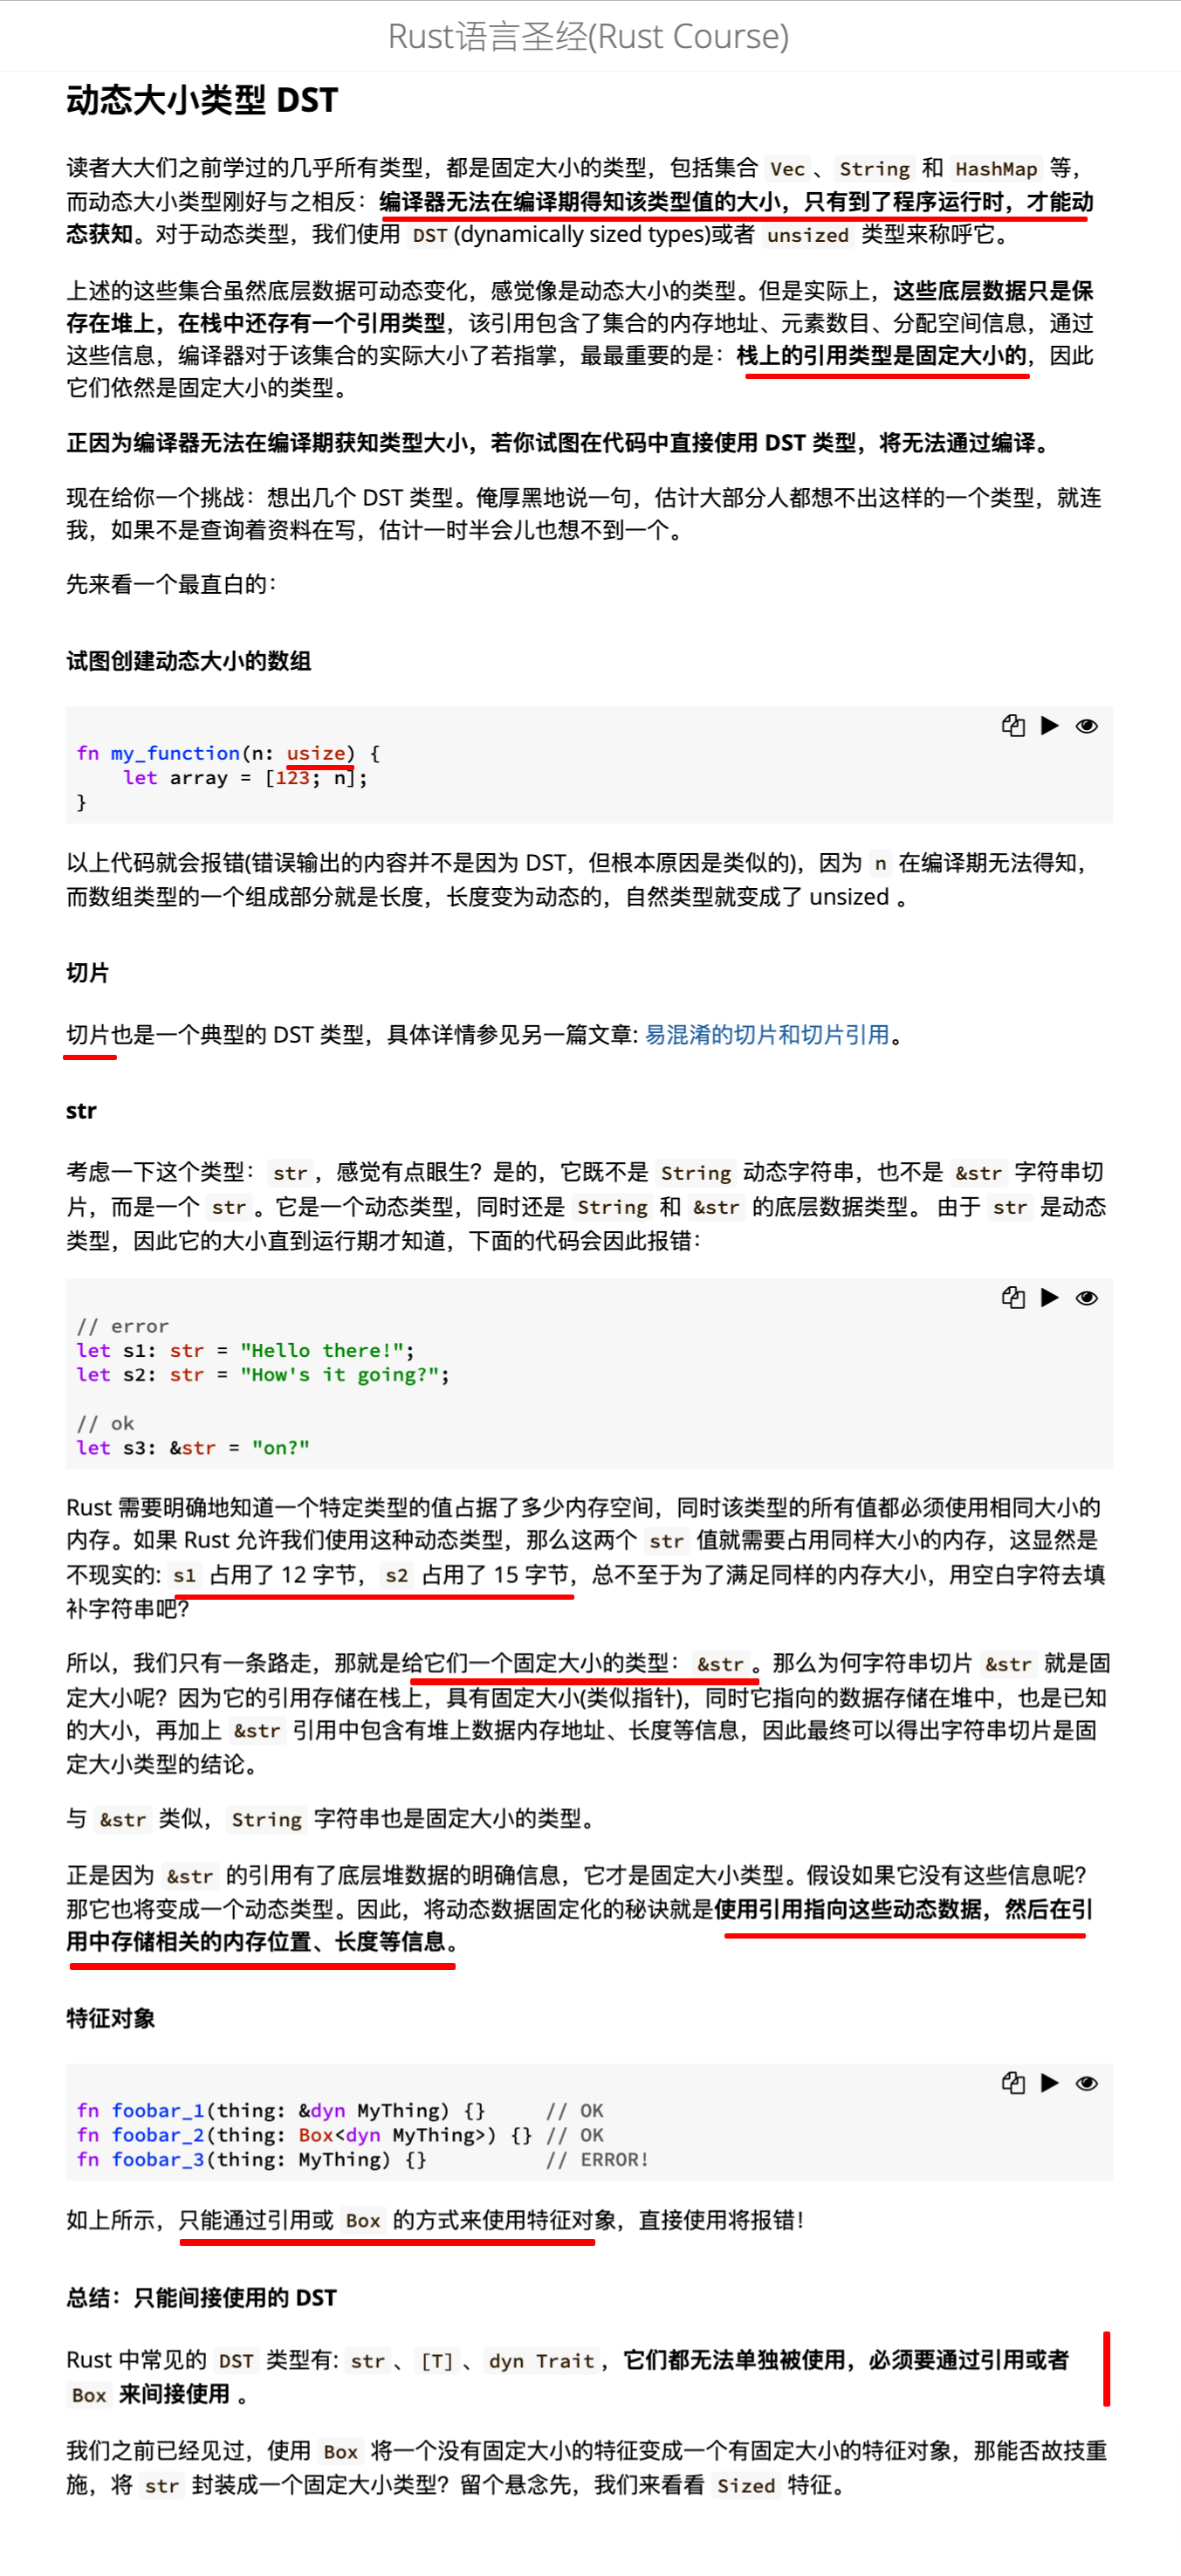 Rust语言圣经(Rust Course)
动态大小类型 DST
读者大大们之前学过的几乎所有类型，都是固定大小的类型，包括集合 Vec 、 String 和 HashMap 等，
而动态大小类型刚好与之相反：编译器无法在编译期得知该类型值的大小，只有到了程序运行时，才能动
态获知。对于动态类型，我们使用 DST (dynamically sized types)或者 unsized 类型来称呼它。
上述的这些集合虽然底层数据可动态变化，感觉像是动态大小的类型。但是实际上，这些底层数据只是保
存在堆上，在栈中还存有一个引用类型，该引用包含了集合的内存地址、元素数目、分配空间信息，通过
这些信息，编译器对于该集合的实际大小了若指掌，最最重要的是：栈上的引用类型是固定大小的，因此
它们依然是固定大小的类型。
正因为编译器无法在编译期获知类型大小，若你试图在代码中直接使用 DST 类型，将无法通过编译。
现在给你一个挑战：想出几个 DST 类型。俺厚黑地说一句，估计大部分人都想不出这样的一个类型，就连
我，如果不是查询着资料在写，估计一时半会儿也想不到一个。
先来看一个最直白的：
试图创建动态大小的数组
fn my_function(n: usize) {
    let array = [123; n];
}
以上代码就会报错(错误输出的内容并不是因为 DST，但根本原因是类似的)，因为 n 在编译期无法得知，
而数组类型的一个组成部分就是长度，长度变为动态的，自然类型就变成了 unsized 。
切片
切片也是一个典型的 DST 类型，具体详情参见另一篇文章: 易混淆的切片和切片引用。
str
考虑一下这个类型： str ，感觉有点眼生？是的，它既不是 String 动态字符串，也不是 &str 字符串切
片，而是一个 str 。它是一个动态类型，同时还是 String 和 &str 的底层数据类型。 由于 str 是动态
类型，因此它的大小直到运行期才知道，下面的代码会因此报错：
// error
let s1: str = "Hello there!";
let s2: str = "How's it going?";
// ok
let s3: &str = "on?"
Rust 需要明确地知道一个特定类型的值占据了多少内存空间，同时该类型的所有值都必须使用相同大小的
内存。如果 Rust 允许我们使用这种动态类型，那么这两个 str 值就需要占用同样大小的内存，这显然是
不现实的: s1 占用了 12 字节， s2 占用了 15 字节，总不至于为了满足同样的内存大小，用空白字符去填
补字符串吧？
所以，我们只有一条路走，那就是给它们一个固定大小的类型： &str 。那么为何字符串切片 &str 就是固
定大小呢？因为它的引用存储在栈上，具有固定大小(类似指针)，同时它指向的数据存储在堆中，也是已知
的大小，再加上 &str 引用中包含有堆上数据内存地址、长度等信息，因此最终可以得出字符串切片是固
定大小类型的结论。
与 &str 类似， String 字符串也是固定大小的类型。
正是因为 &str 的引用有了底层堆数据的明确信息，它才是固定大小类型。假设如果它没有这些信息呢？
那它也将变成一个动态类型。因此，将动态数据固定化的秘诀就是使用引用指向这些动态数据，然后在引
用中存储相关的内存位置、长度等信息。
特征对象
fn foobar_1(thing: &dyn MyThing) {}     // OK
fn foobar_2(thing: Box<dyn MyThing>) {} // OK
fn foobar_3(thing: MyThing) {}          // ERROR!
如上所示，只能通过引用或 Box 的方式来使用特征对象，直接使用将报错！
总结：只能间接使用的 DST
Rust 中常见的 DST 类型有: str 、 [T] 、 dyn Trait ，它们都无法单独被使用，必须要通过引用或者
Box 来间接使用 。
我们之前已经见过，使用 Box 将一个没有固定大小的特征变成一个有固定大小的特征对象，那能否故技重
施，将 str 封装成一个固定大小类型？留个悬念先，我们来看看 Sized 特征。